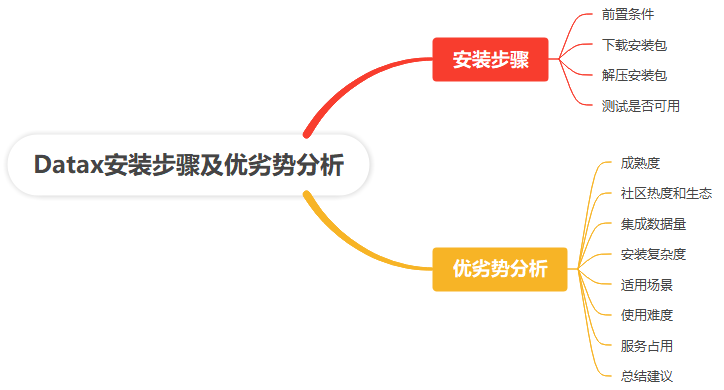 Datax安装步骤及优劣势分析
安装步骤
前置条件
下载安装包
解压安装包
测试是否可用
优劣势分析
成熟度
社区热度和生态
集成数据量
安装复杂度
适用场景
使用难度
服务占用
总结建议